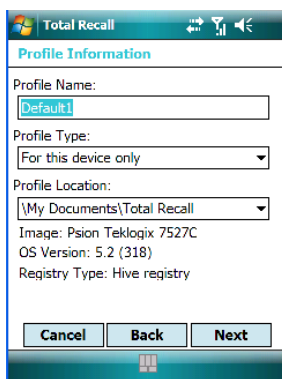 Total Recall
Profile Information
Profile Name:
Default1
Profile Type:
For this device only
Profile Location:
\My Documents\Total Recall
Image: Psion Teklogix 7527C
OS Version: 5.2 (318)
Registry Type: Hive registry
Cancel Back Next